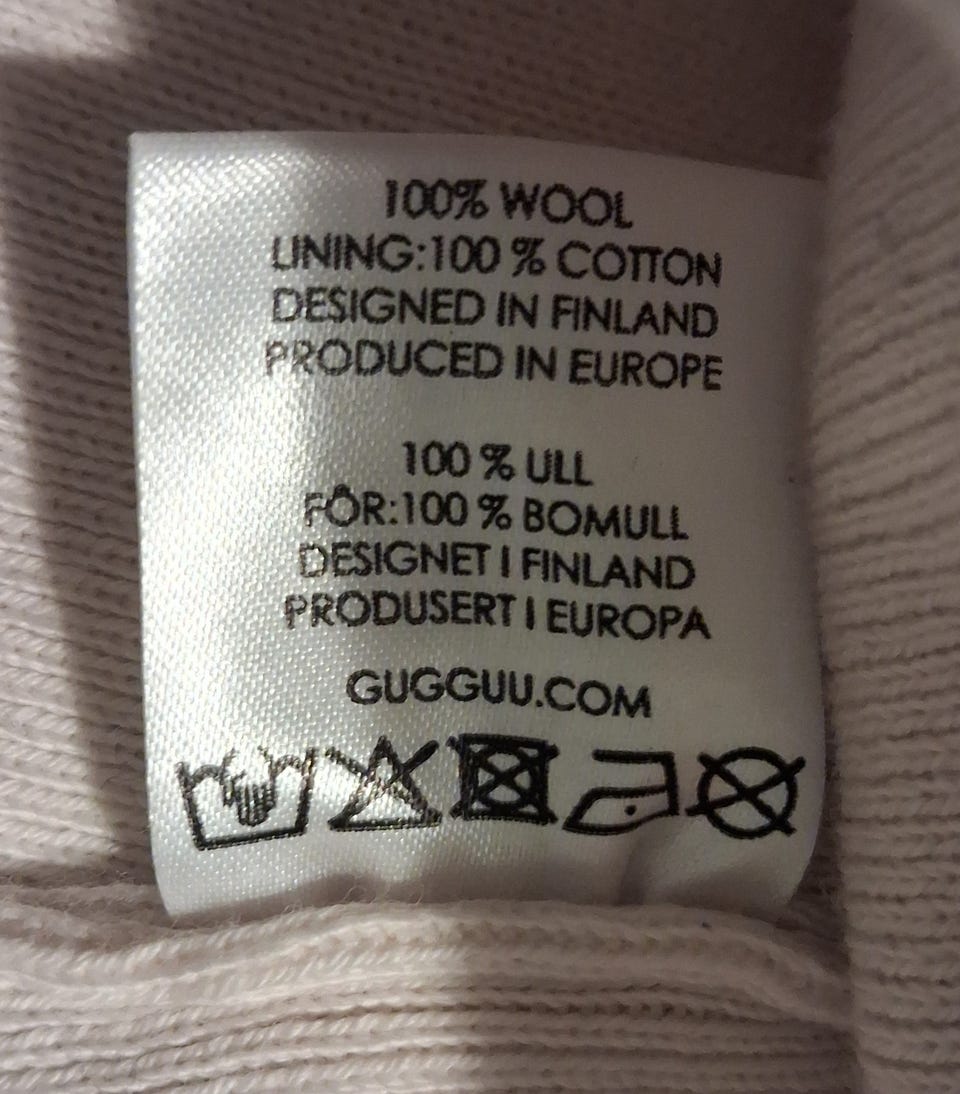 100% WOOL
LINING:100 % COTTON
DESIGNED IN FINLAND
PRODUCED IN EUROPE
100 % ULL
FÔR:100 % BOMULL
DESIGNET I FINLAND
PRODUSERT I EUROPA
GUGGUU.COM